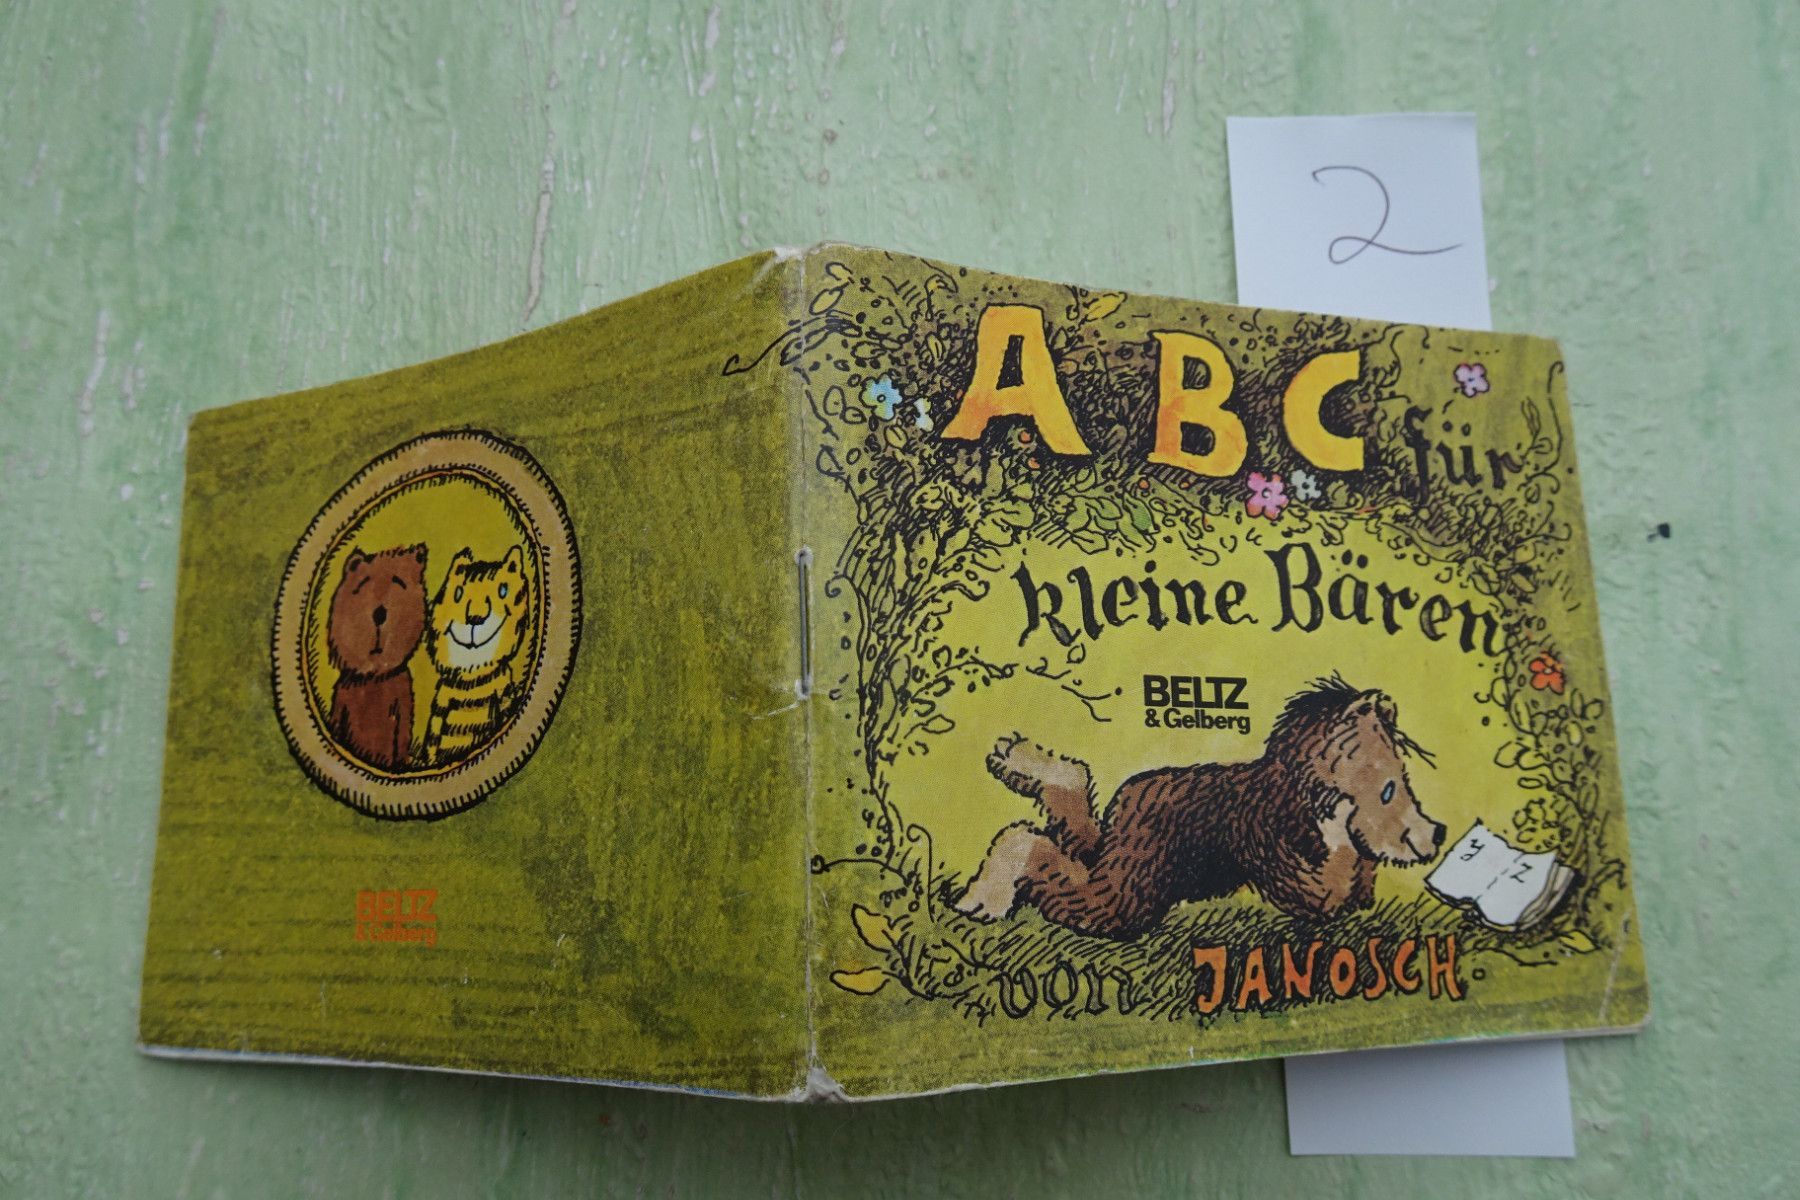 2
A B C für
kleine Bären
BELTZ
& Gelberg
y z
von JANOSCH
BELTZ
& Gelberg